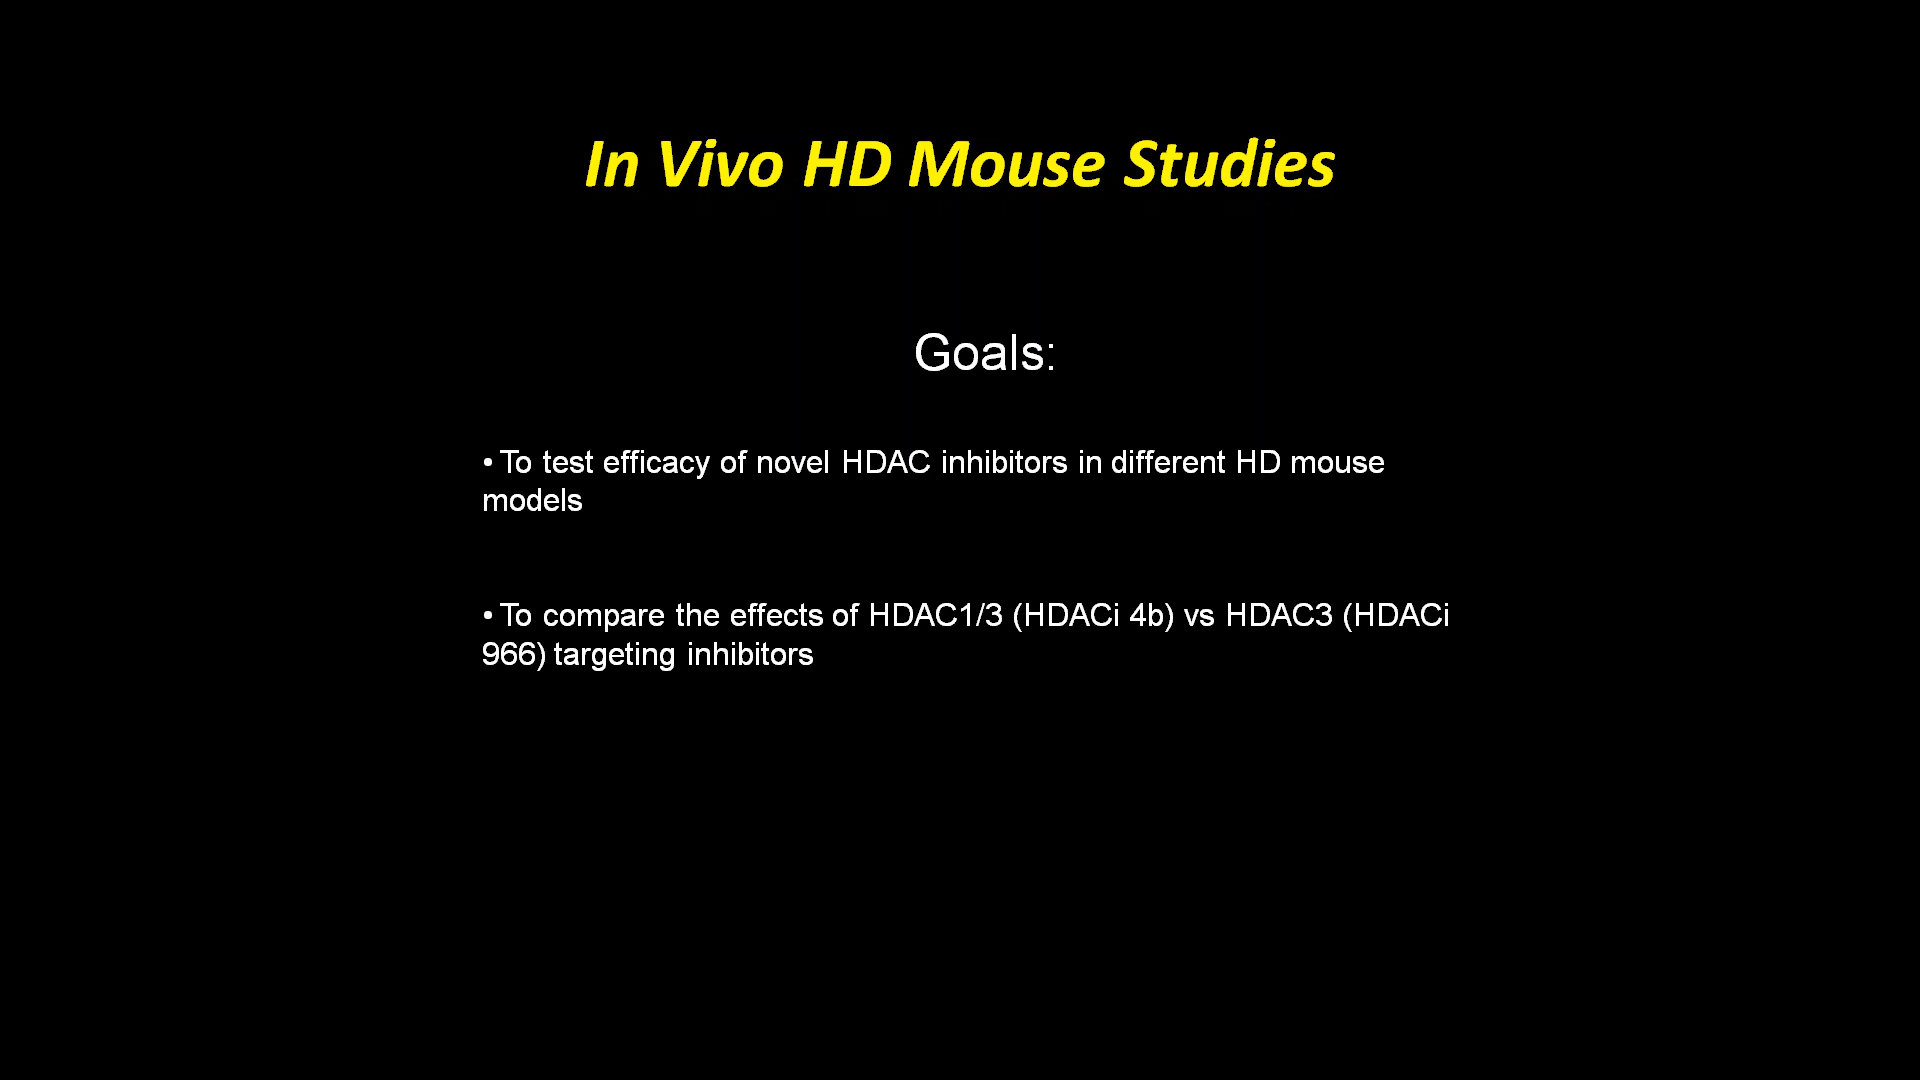 In Vivo HD Mouse Studies
Goals:
• To test efficacy of novel HDAC inhibitors in different HD mouse
models
• To compare the effects of HDAC1/3 (HDACi 4b) vs HDAC3 (HDACi
966) targeting inhibitors